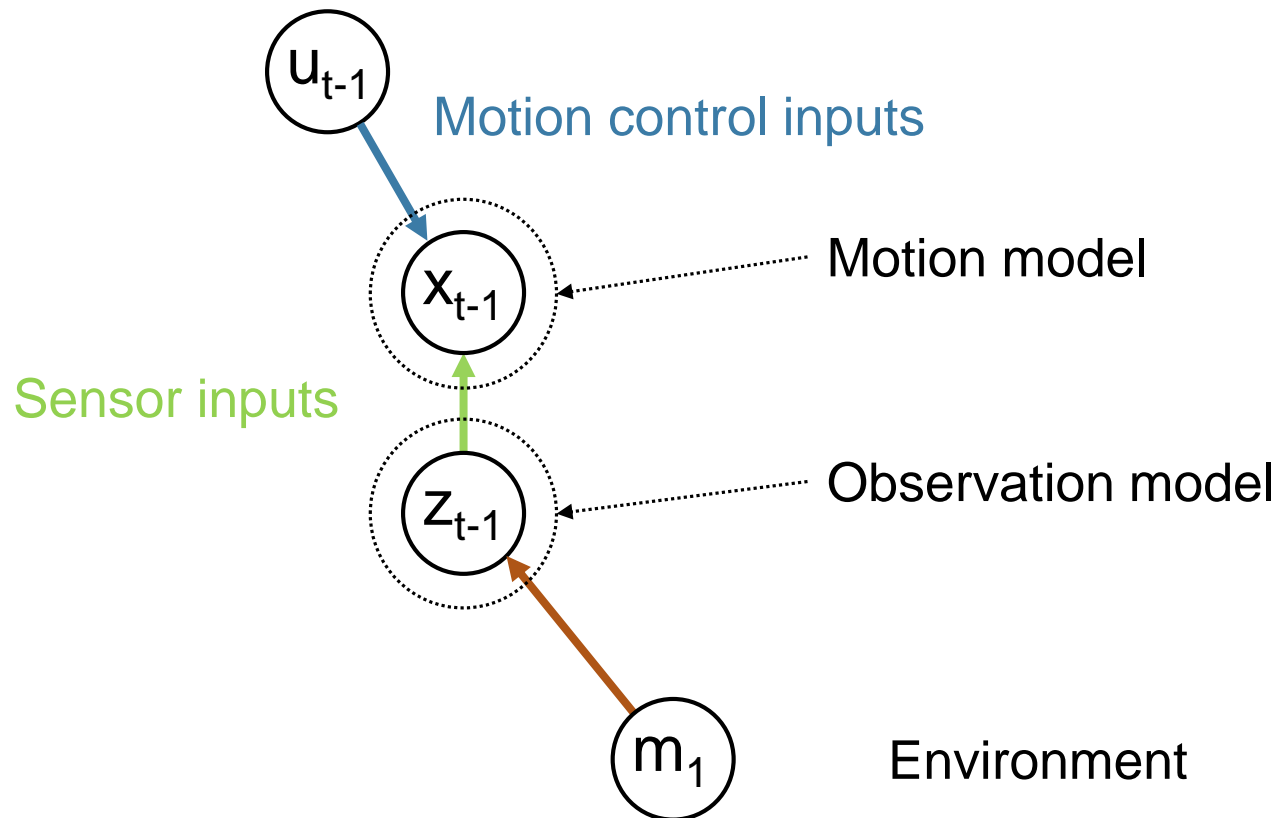 u_{t-1}
Motion control inputs
x_{t-1}
Motion model
Sensor inputs
z_{t-1}
Observation model
m_1
Environment